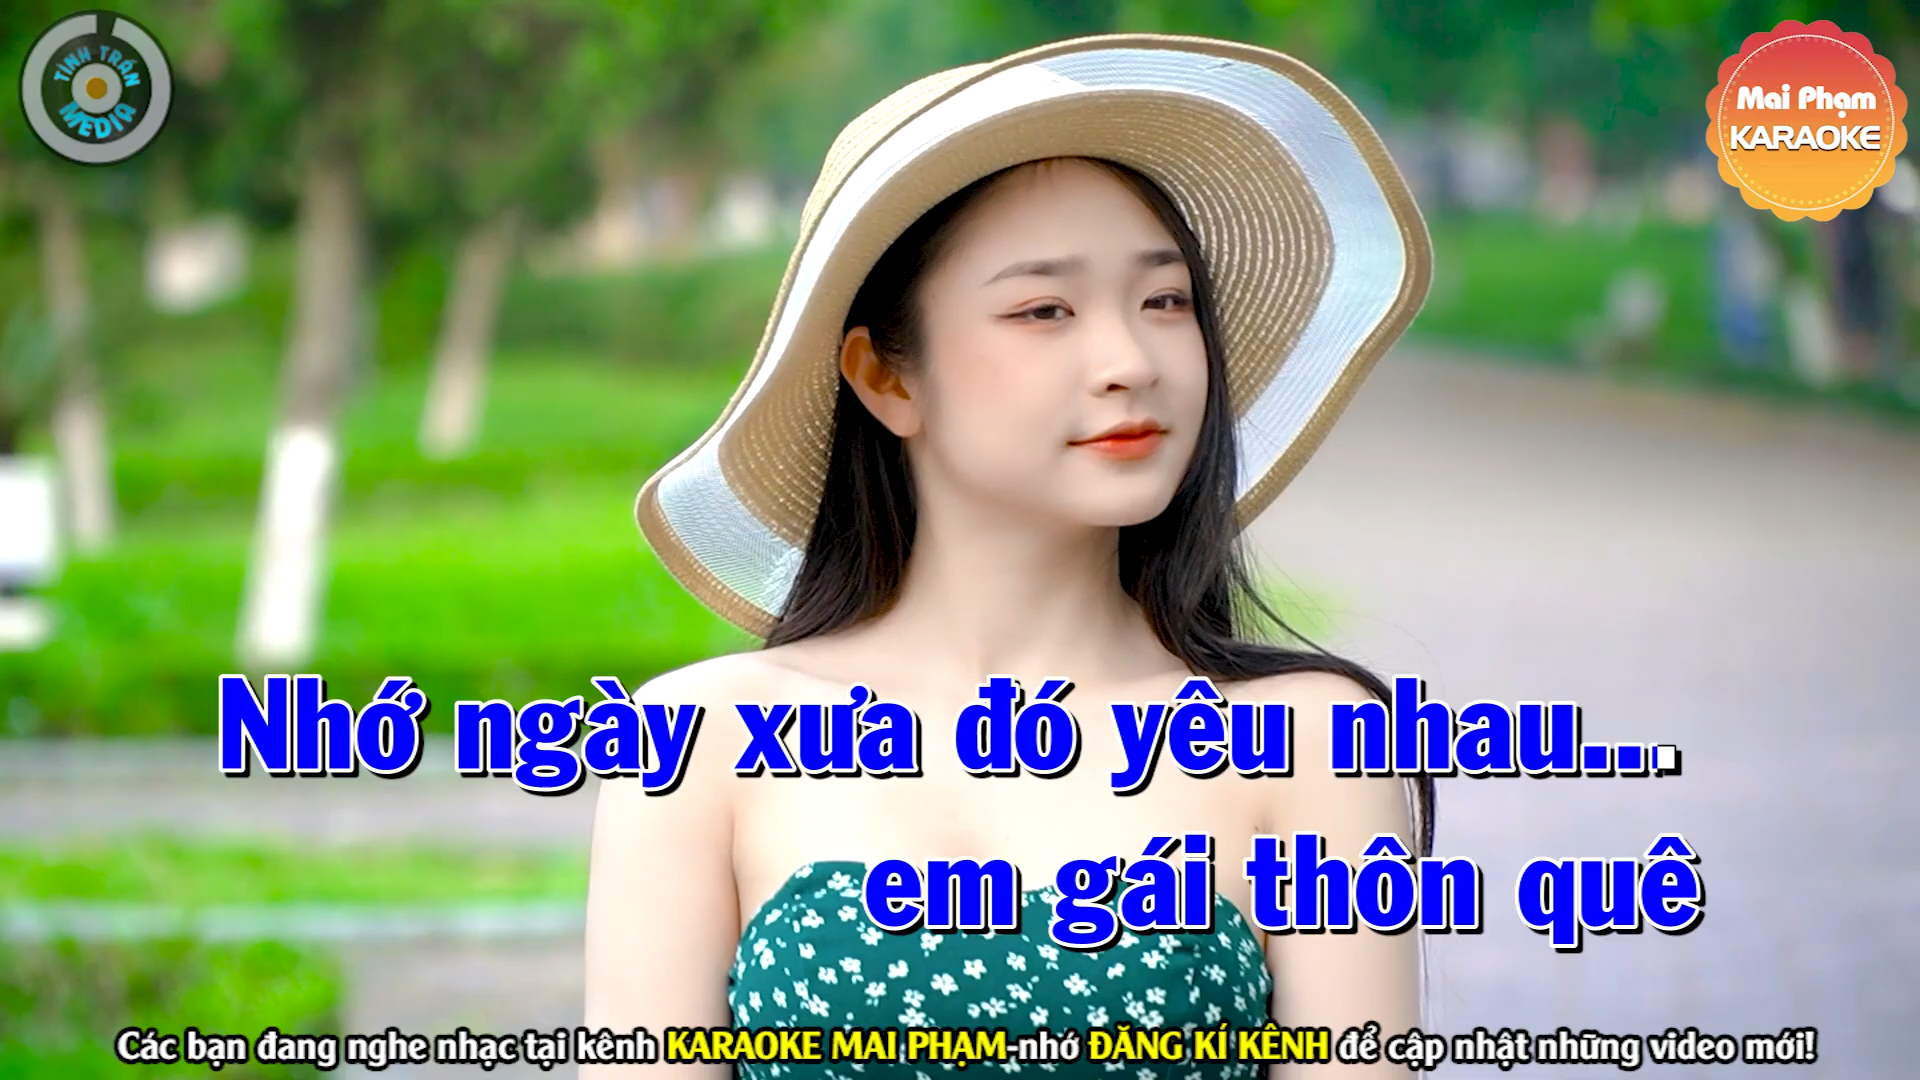 TÌNH TRẦN
MEDIA
Mai Phạm
KARAOKE
Nhớ ngày xưa đó yêu nhau...
em gái thôn quê
Các bạn đang nghe nhạc tại kênh KARAOKE MAI PHẠM-nhớ ĐĂNG KÍ KÊNH để cập nhật những video mới!